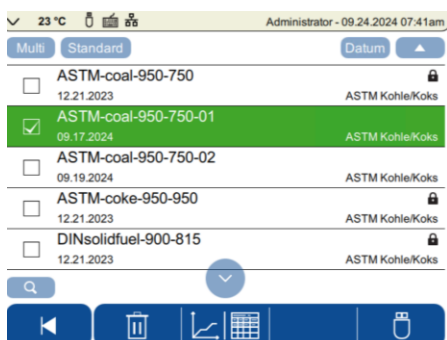 23 °C Administrator - 09.24.2024 07:41am
Multi Standard Datum
ASTM-coal-950-750
12.21.2023 ASTM Kohle/Koks
ASTM-coal-950-750-01
09.17.2024
ASTM-coal-950-750-02
09.19.2024 ASTM Kohle/Koks
ASTM-coke-950-950
12.21.2023 ASTM Kohle/Koks
DINsolidfuel-900-815
12.21.2023 ASTM Kohle/Koks